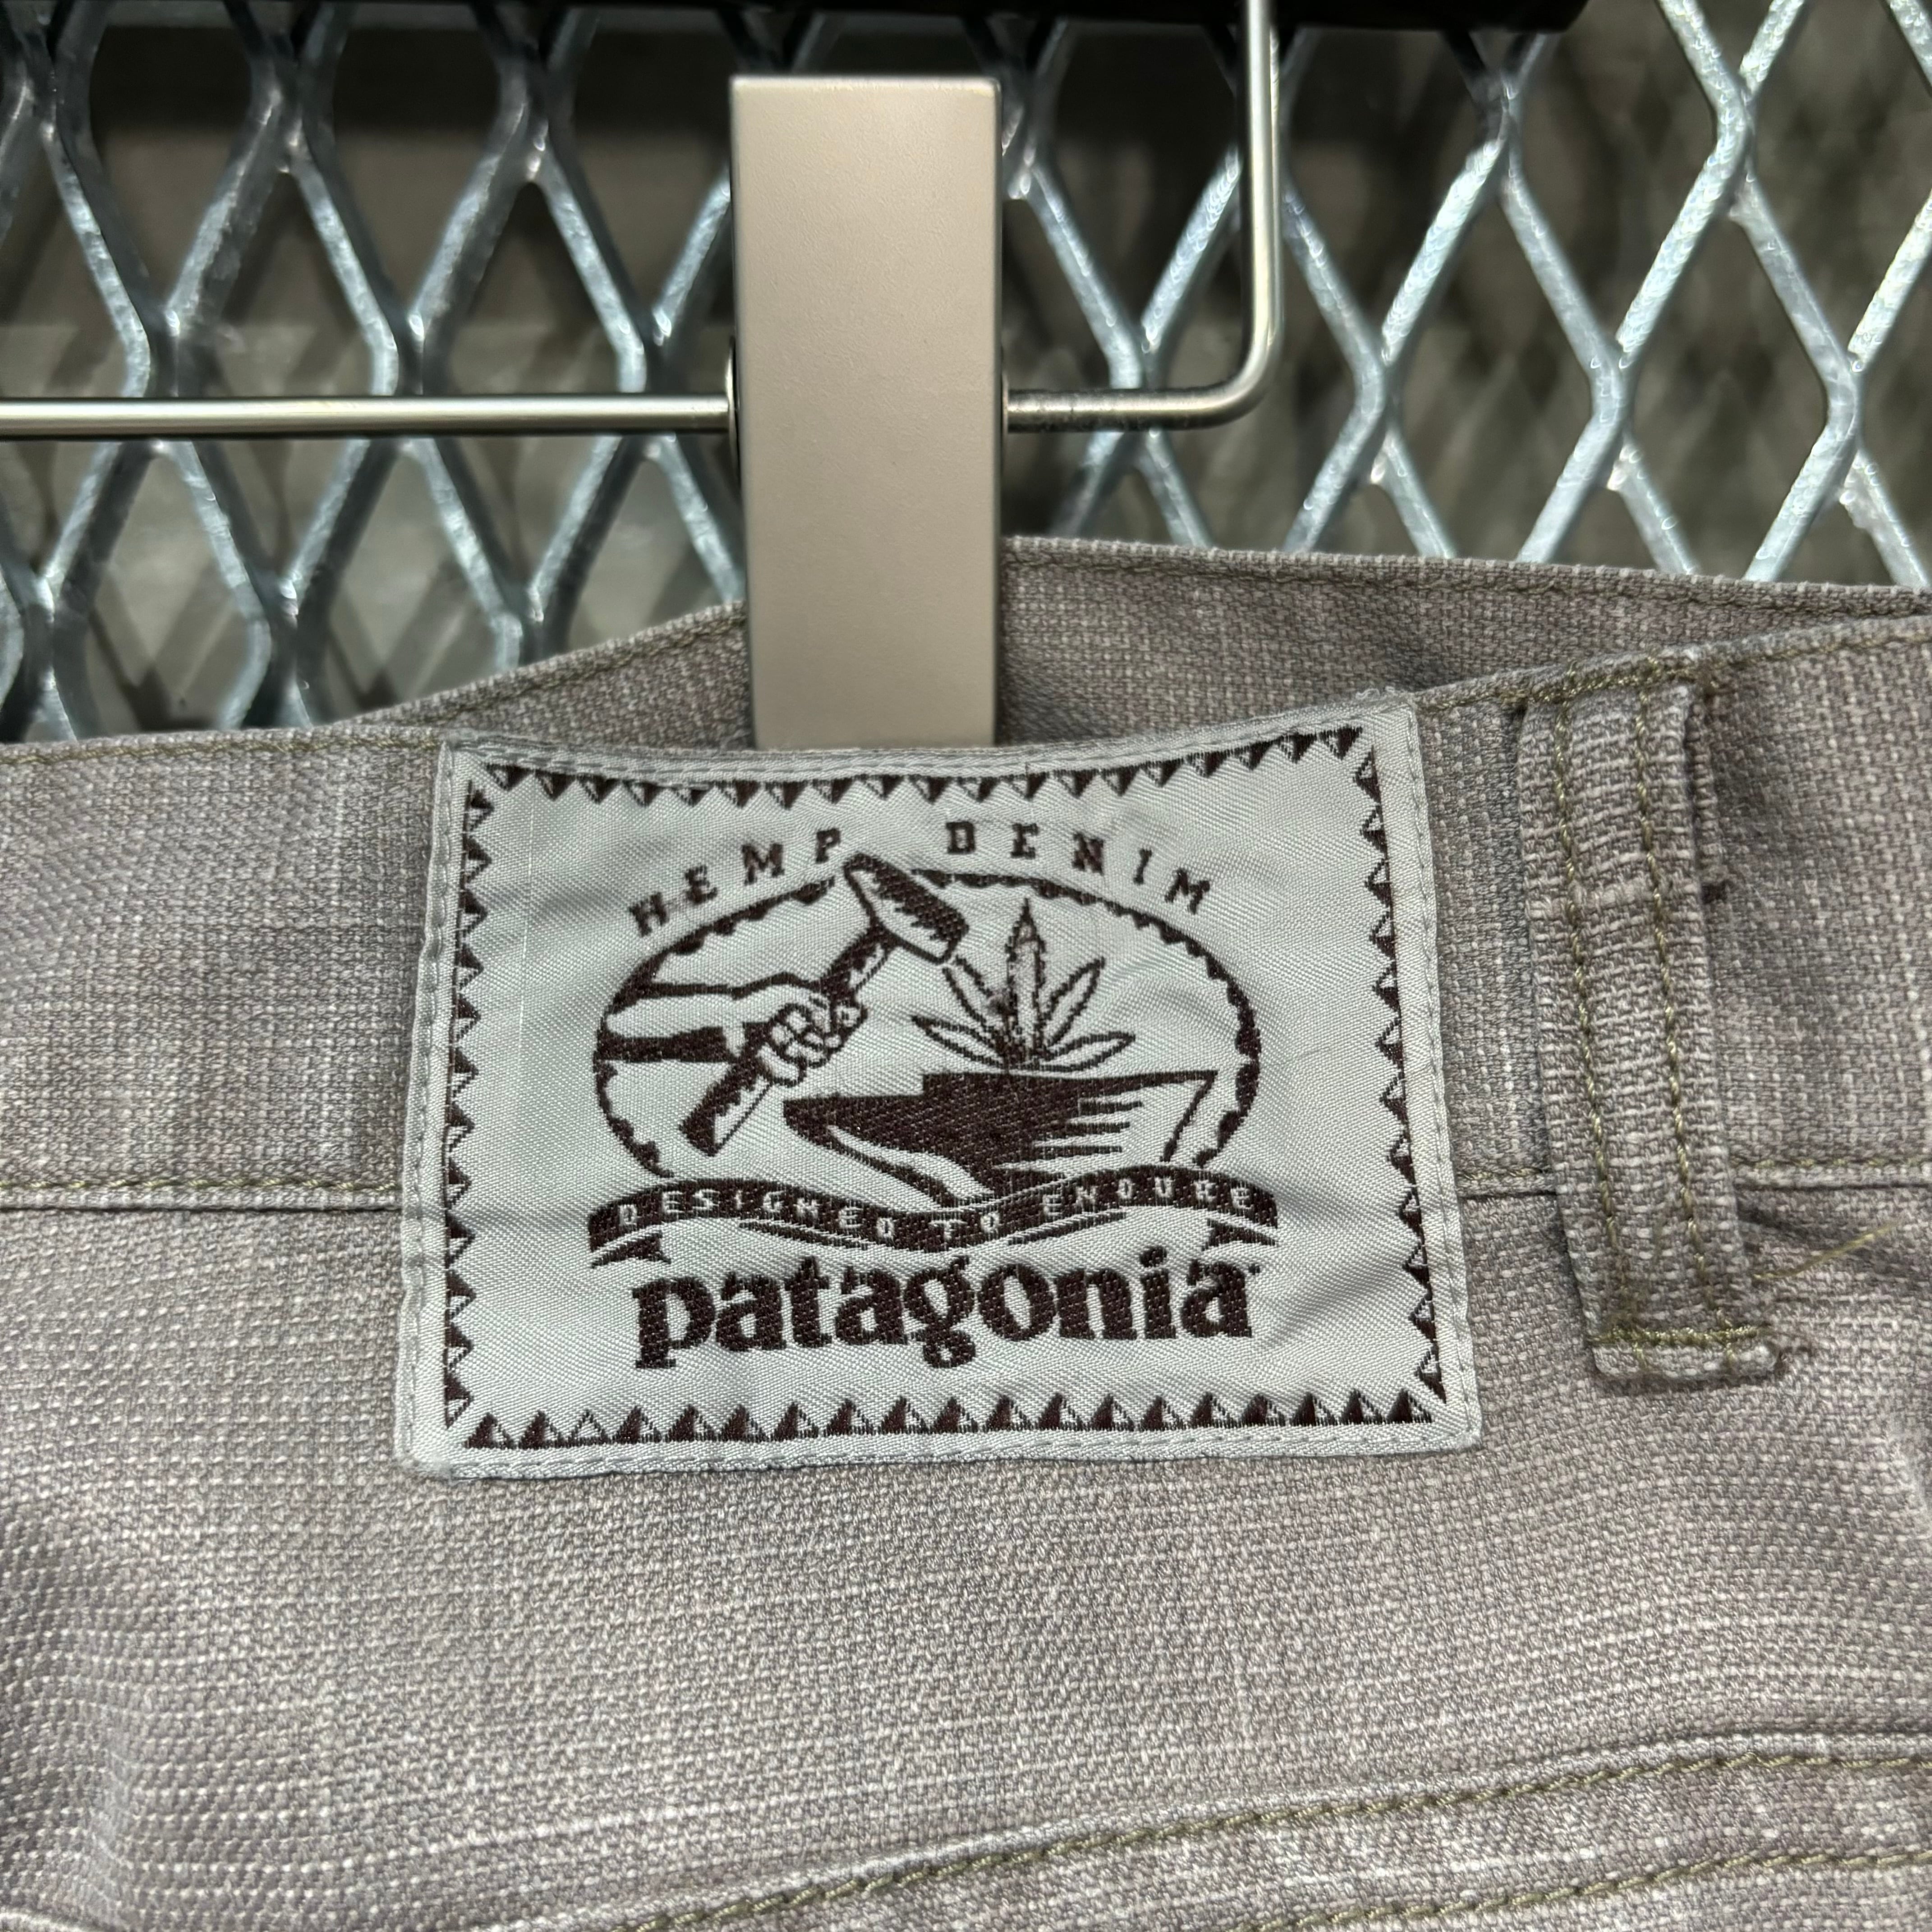 HEMP DENIM
DESIGNED TO ENDURE
patagonia